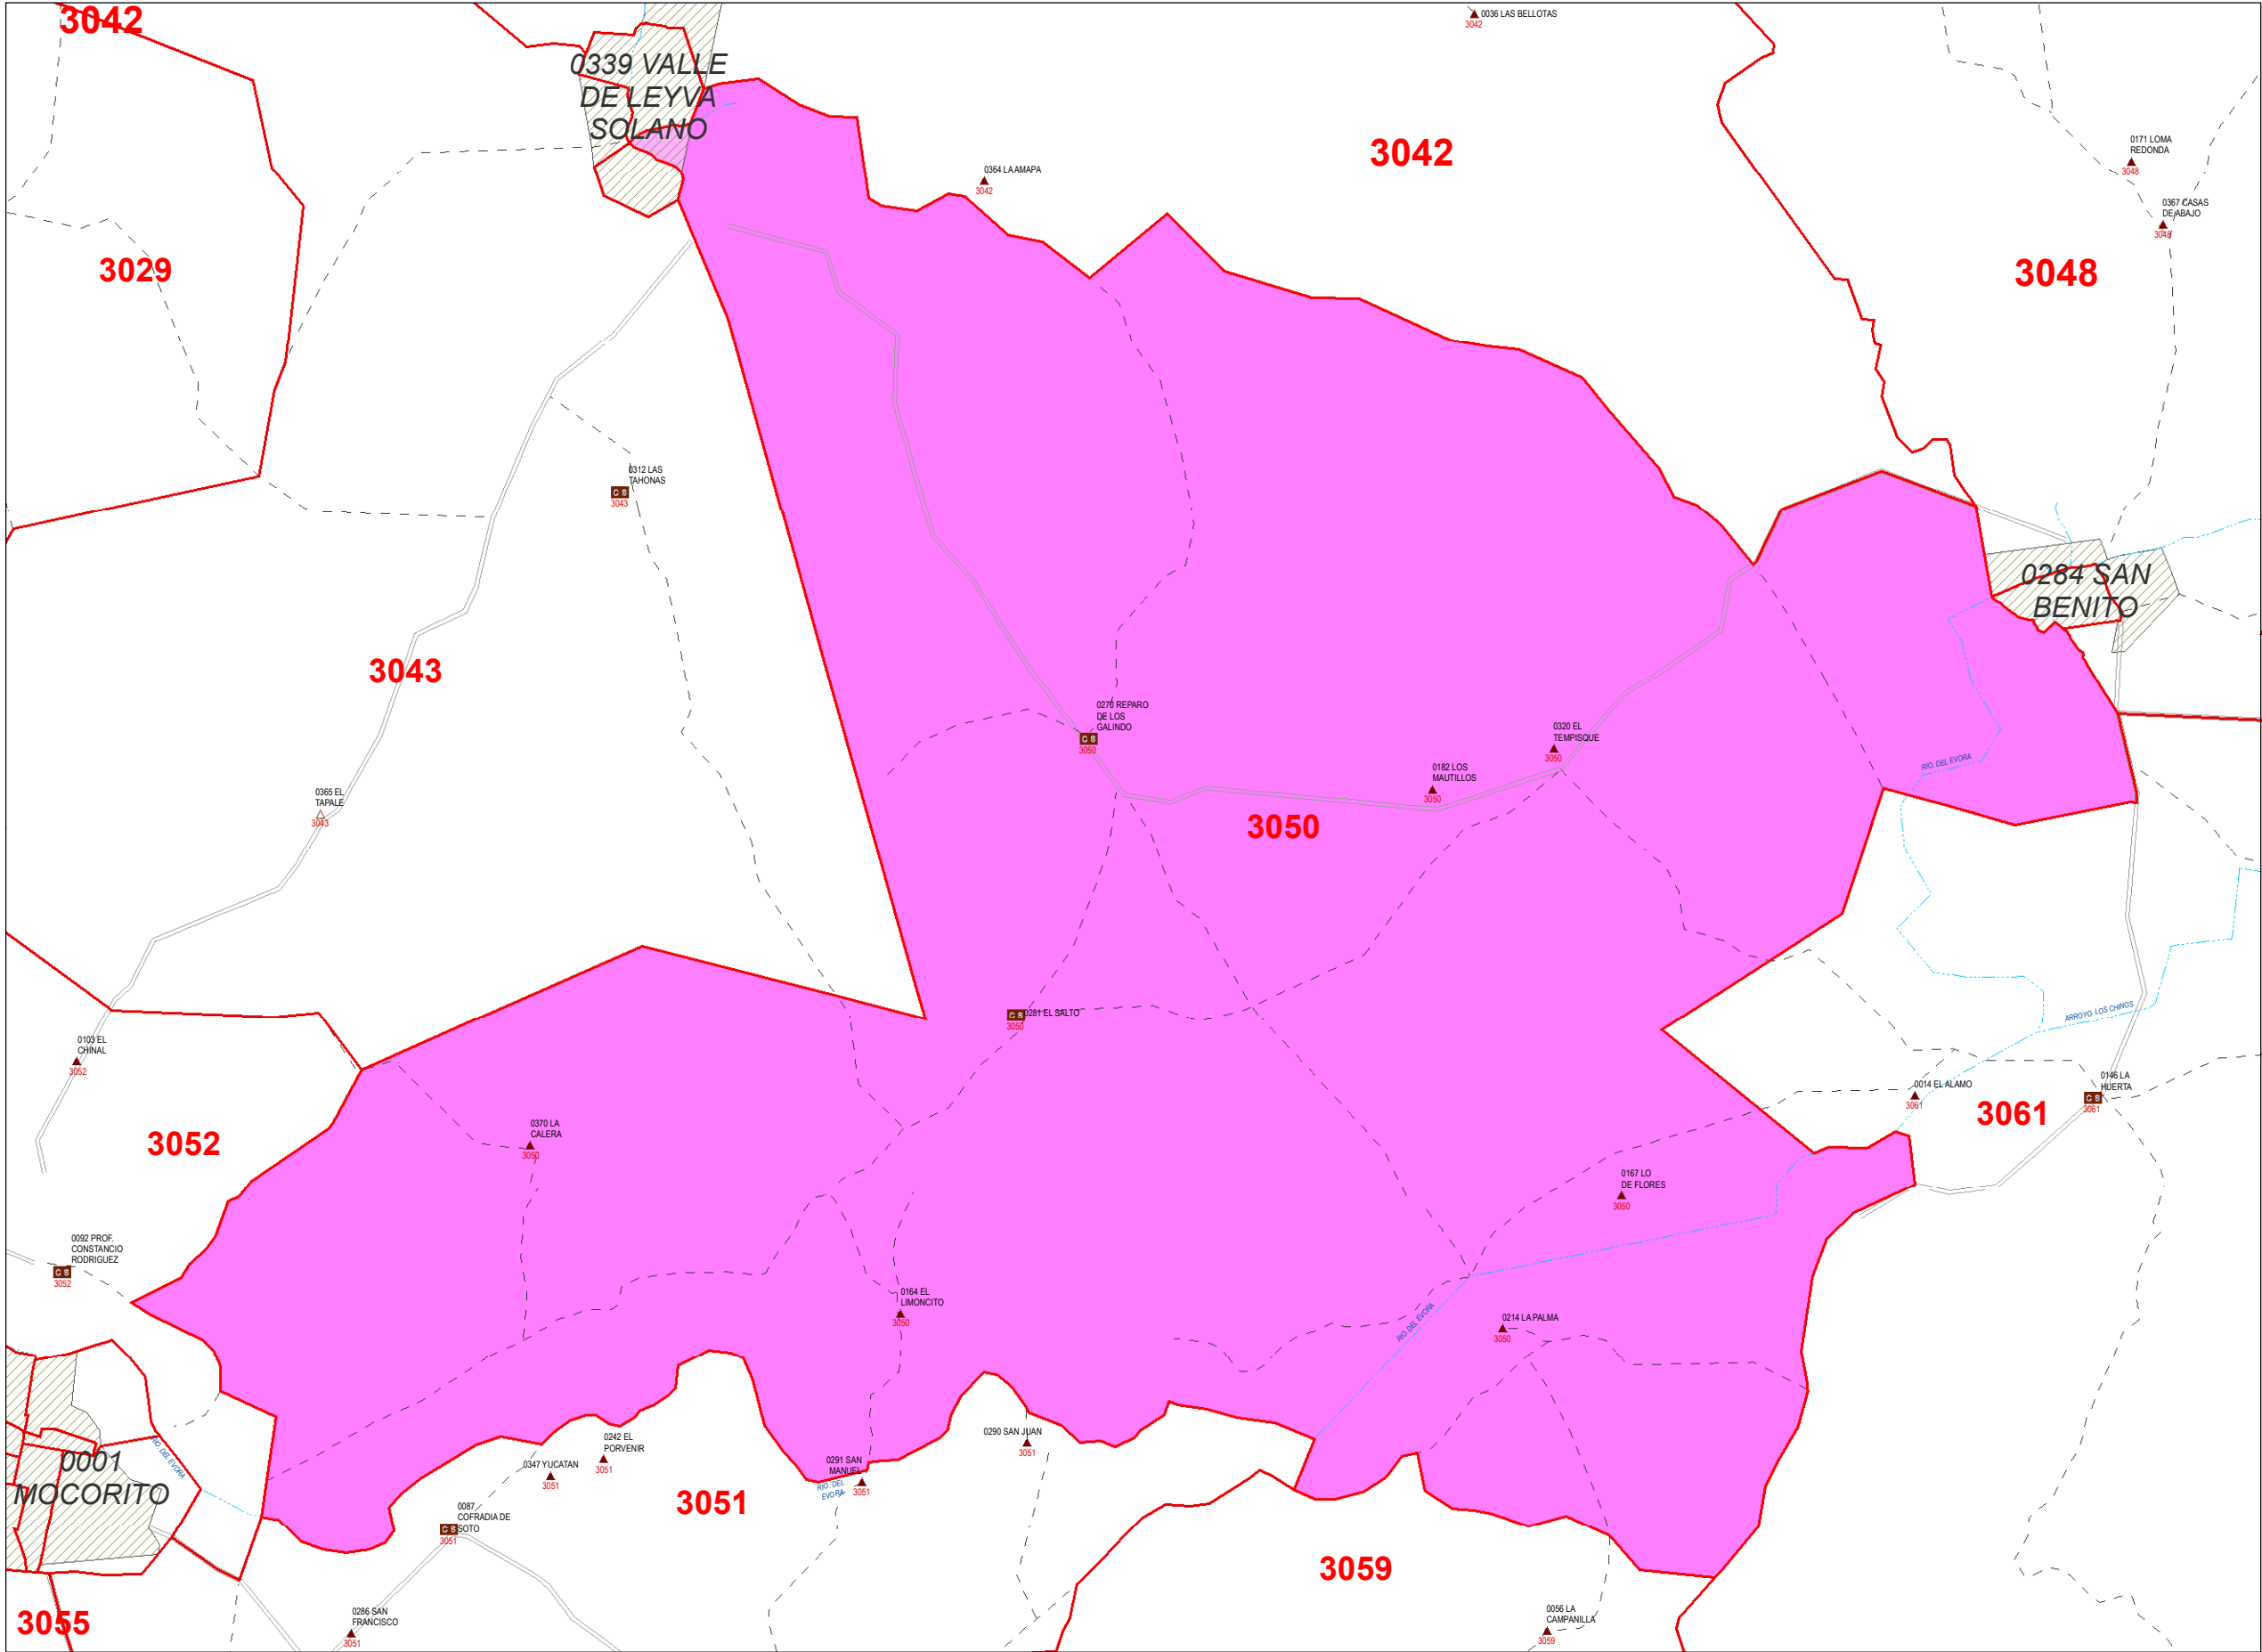 3042
0036 LAS BELLOTAS
3042
0339 VALLE
DE LEYVA
SOLANO
3042
0171 LOMA
REDONDA
3048
0364 LA AMAPA
3042
0367 CASAS
DE ABAJO
3048
3029
3048
0312 LAS
TAHONAS
C S
3043
0284 SAN
BENITO
3043
0270 REPARO
DE LOS
GALINDO
C S
3050
0320 EL
TEMPISQUE
3050
RIO. DEL EVORA
0182 LOS
MAUTILLOS
3050
0365 EL
TAPALE
3043
3050
C S
0281 EL SALTO
3050
ARROYO. LOS CHINOS
0103 EL
CHINAL
3052
0146 LA
HUERTA
C S
3061
0014 EL ALAMO
3061
3061
3052
0370 LA
CALERA
3050
0167 LO
DE FLORES
3050
0092 PROF.
CONSTANCIO
RODRIGUEZ
C S
3052
0164 EL
LIMONCITO
3050
RIO. DEL EVORA
0214 LA PALMA
3050
0290 SAN JUAN
3051
0242 EL
PORVENIR
3051
0347 YUCATAN
3051
0291 SAN
MANUEL
3051
RIO. DEL
EVORA
RIO. DEL EVORA
0001
MOCORITO
3051
0087
COFRADIA DE
SOTO
C S
3051
3059
3055
0286 SAN
FRANCISCO
3051
0056 LA
CAMPANILLA
3059